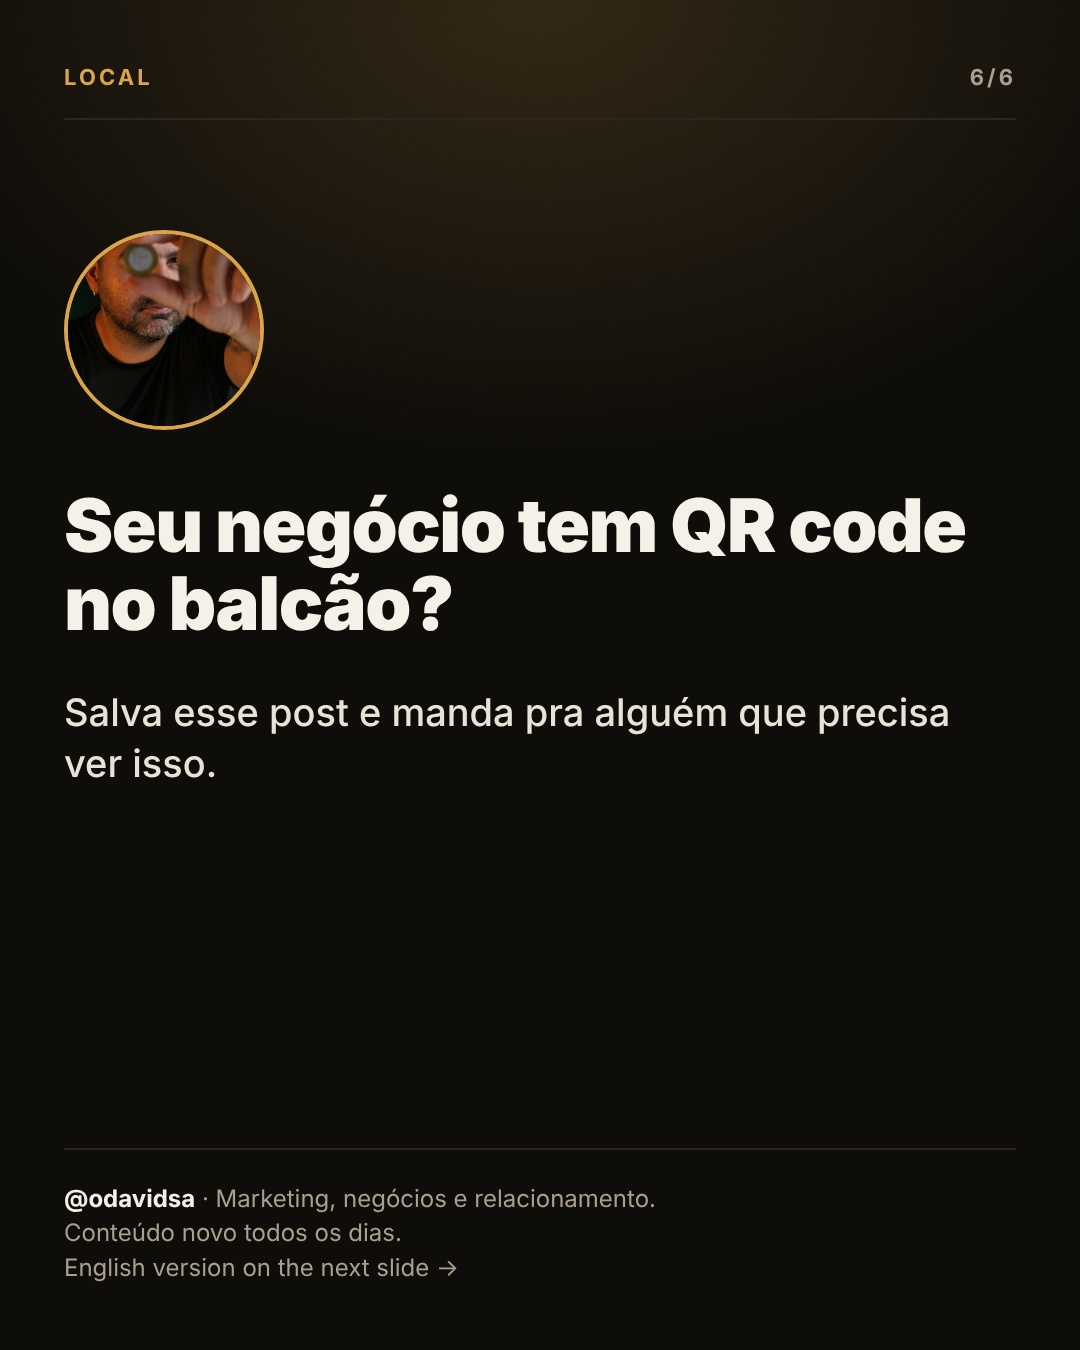 LOCAL
6/6
Seu negócio tem QR code
no balcão?
Salva esse post e manda pra alguém que precisa
ver isso.
@odavidsa · Marketing, negócios e relacionamento.
Conteúdo novo todos os dias.
English version on the next slide →